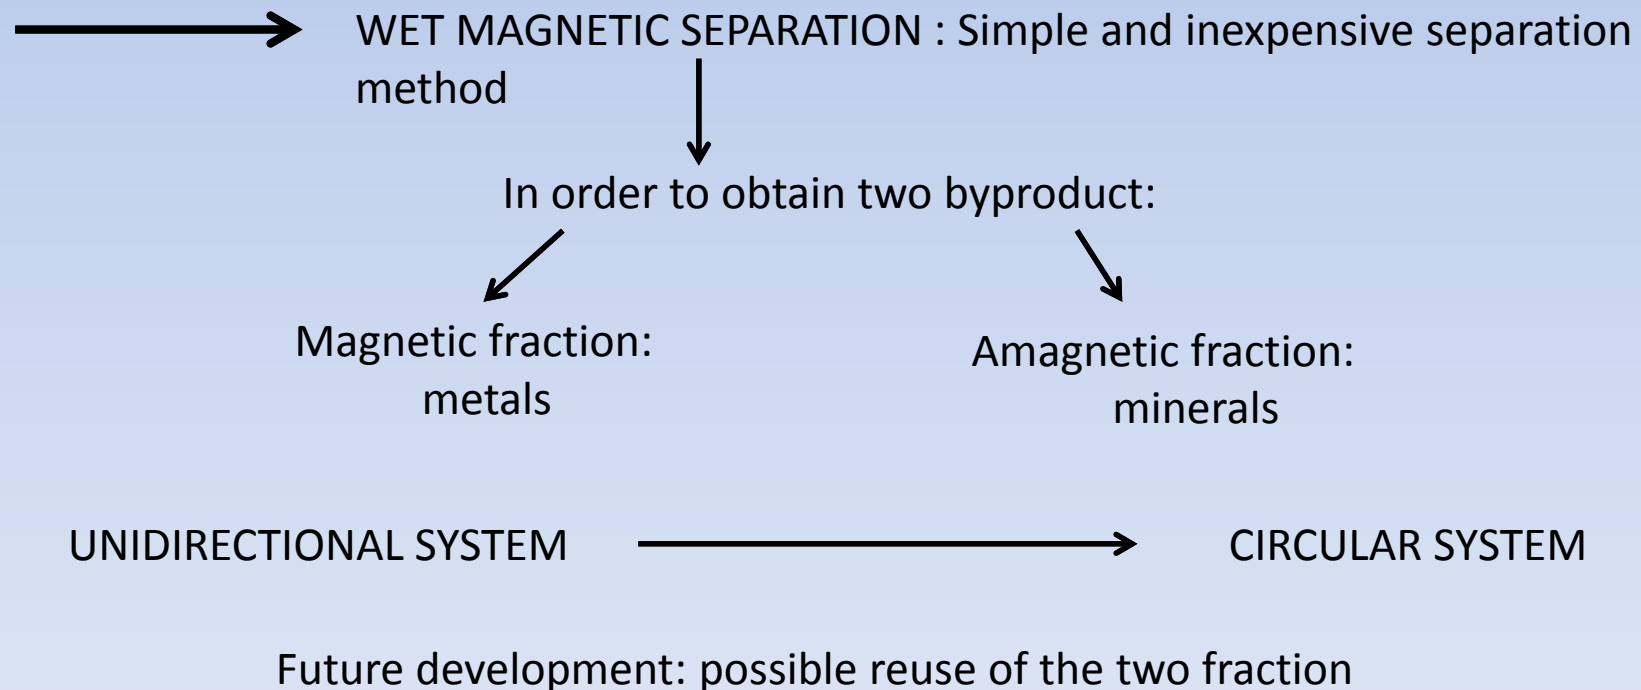 WET MAGNETIC SEPARATION : Simple and inexpensive separation
method
In order to obtain two byproduct:
Magnetic fraction:
metals
Amagnetic fraction:
minerals
UNIDIRECTIONAL SYSTEM
CIRCULAR SYSTEM
Future development: possible reuse of the two fraction